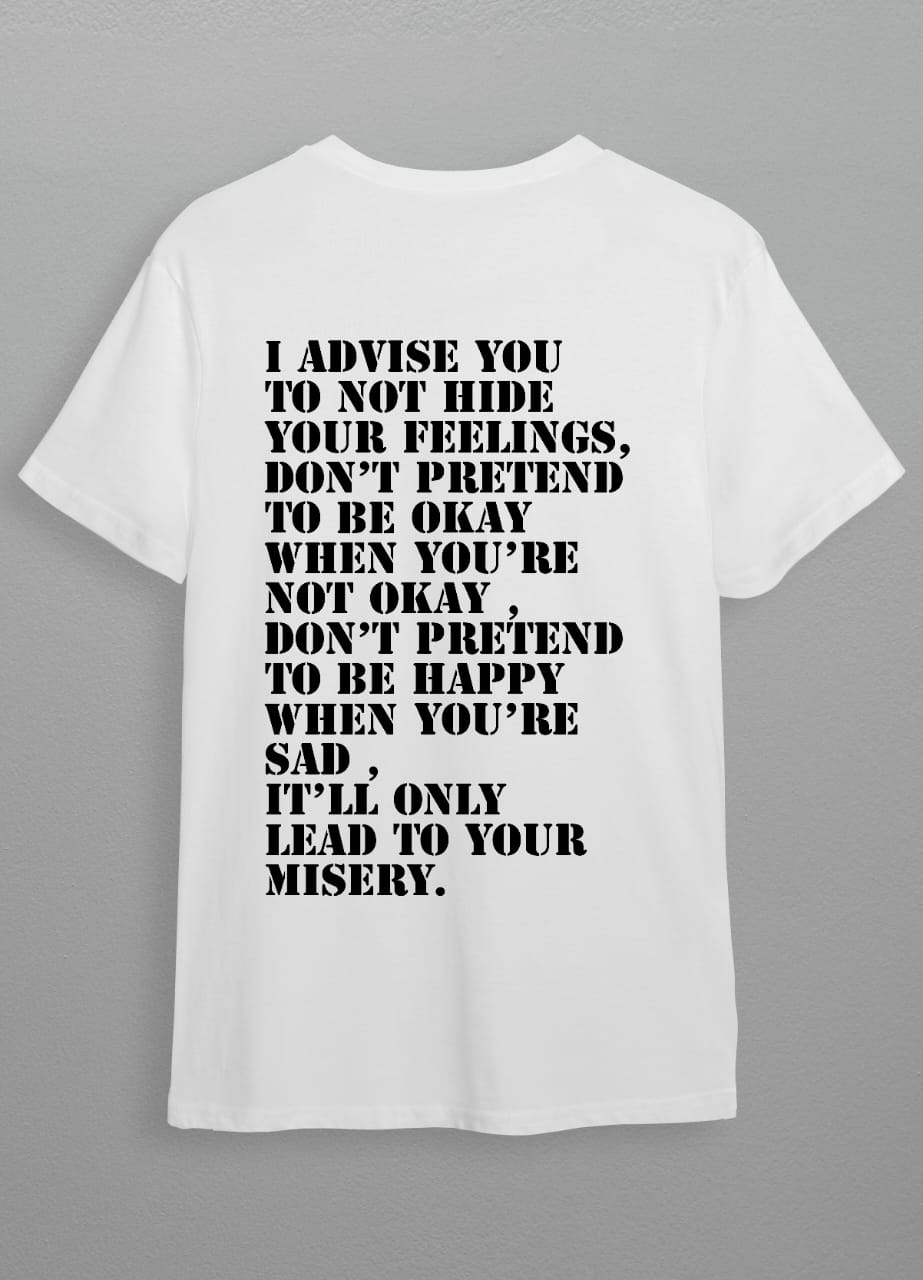 I ADVISE YOU
TO NOT HIDE
YOUR FEELINGS,
DON’T PRETEND
TO BE OKAY
WHEN YOU’RE
NOT OKAY ,
DON’T PRETEND
TO BE HAPPY
WHEN YOU’RE
SAD ,
IT’LL ONLY
LEAD TO YOUR
MISERY.